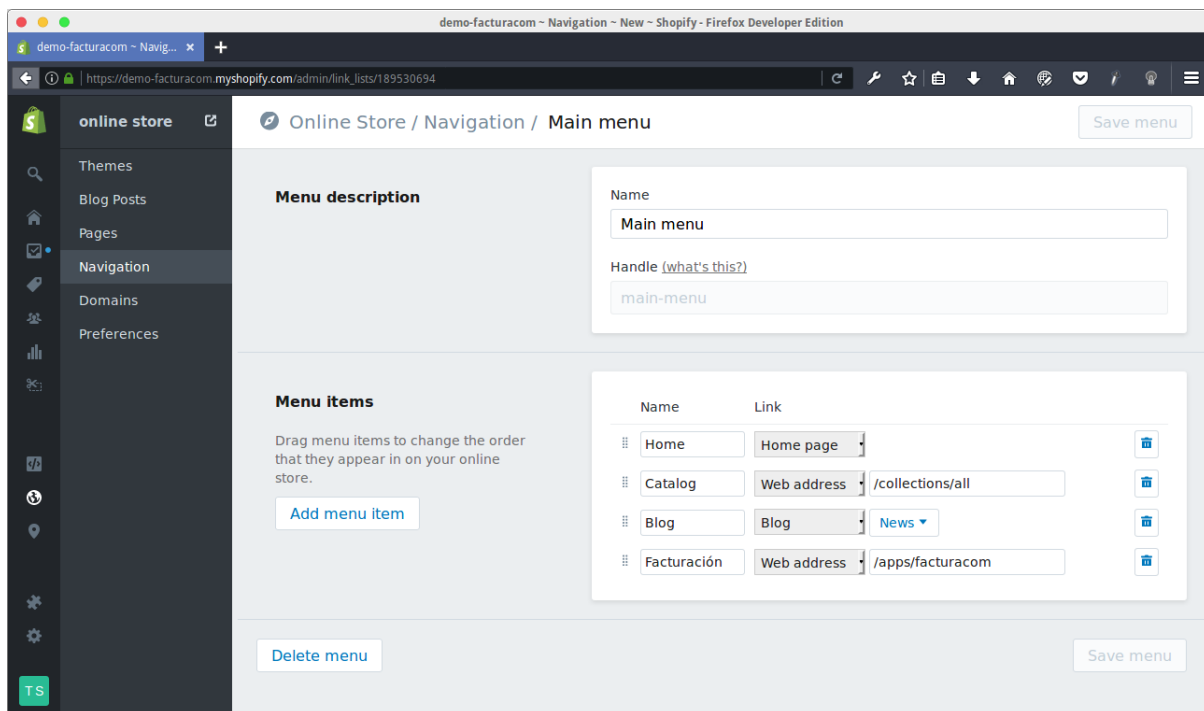 demo-facturacom ~ Navigation ~ New ~ Shopify - Firefox Developer Edition
demo-facturacom ~ Navig...
https://demo-facturacom.myshopify.com/admin/link_lists/189530694
online store
Online Store / Navigation / Main menu
Save menu
Themes
Blog Posts
Pages
Navigation
Domains
Preferences
TS
Menu description
Name
Main menu
Handle (what's this?)
main-menu
Menu items
Drag menu items to change the order
that they appear in on your online
store.
Add menu item
Name Link
Home Home page
Catalog Web address /collections/all
Blog Blog News
Facturación Web address /apps/facturacom
Delete menu
Save menu